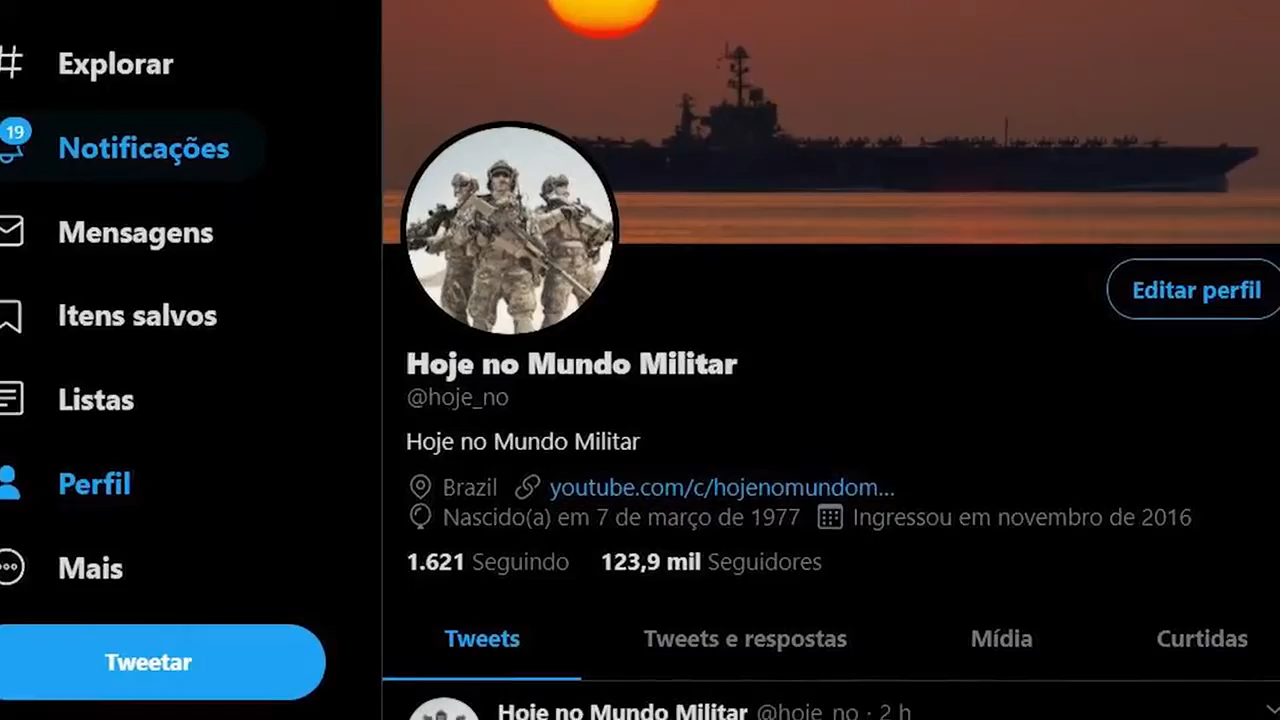 Explorar
19
Notificações
Mensagens
Itens salvos
Listas
Perfil
Mais
Tweetar
Editar perfil
Hoje no Mundo Militar
@hoje_no
Hoje no Mundo Militar
Brazil youtube.com/c/hojenomundom...
Nascido(a) em 7 de março de 1977 Ingressou em novembro de 2016
1.621 Seguindo 123,9 mil Seguidores
Tweets Tweets e respostas Mídia Curtidas
Hoje no Mundo Militar @hoje_no · 2 h